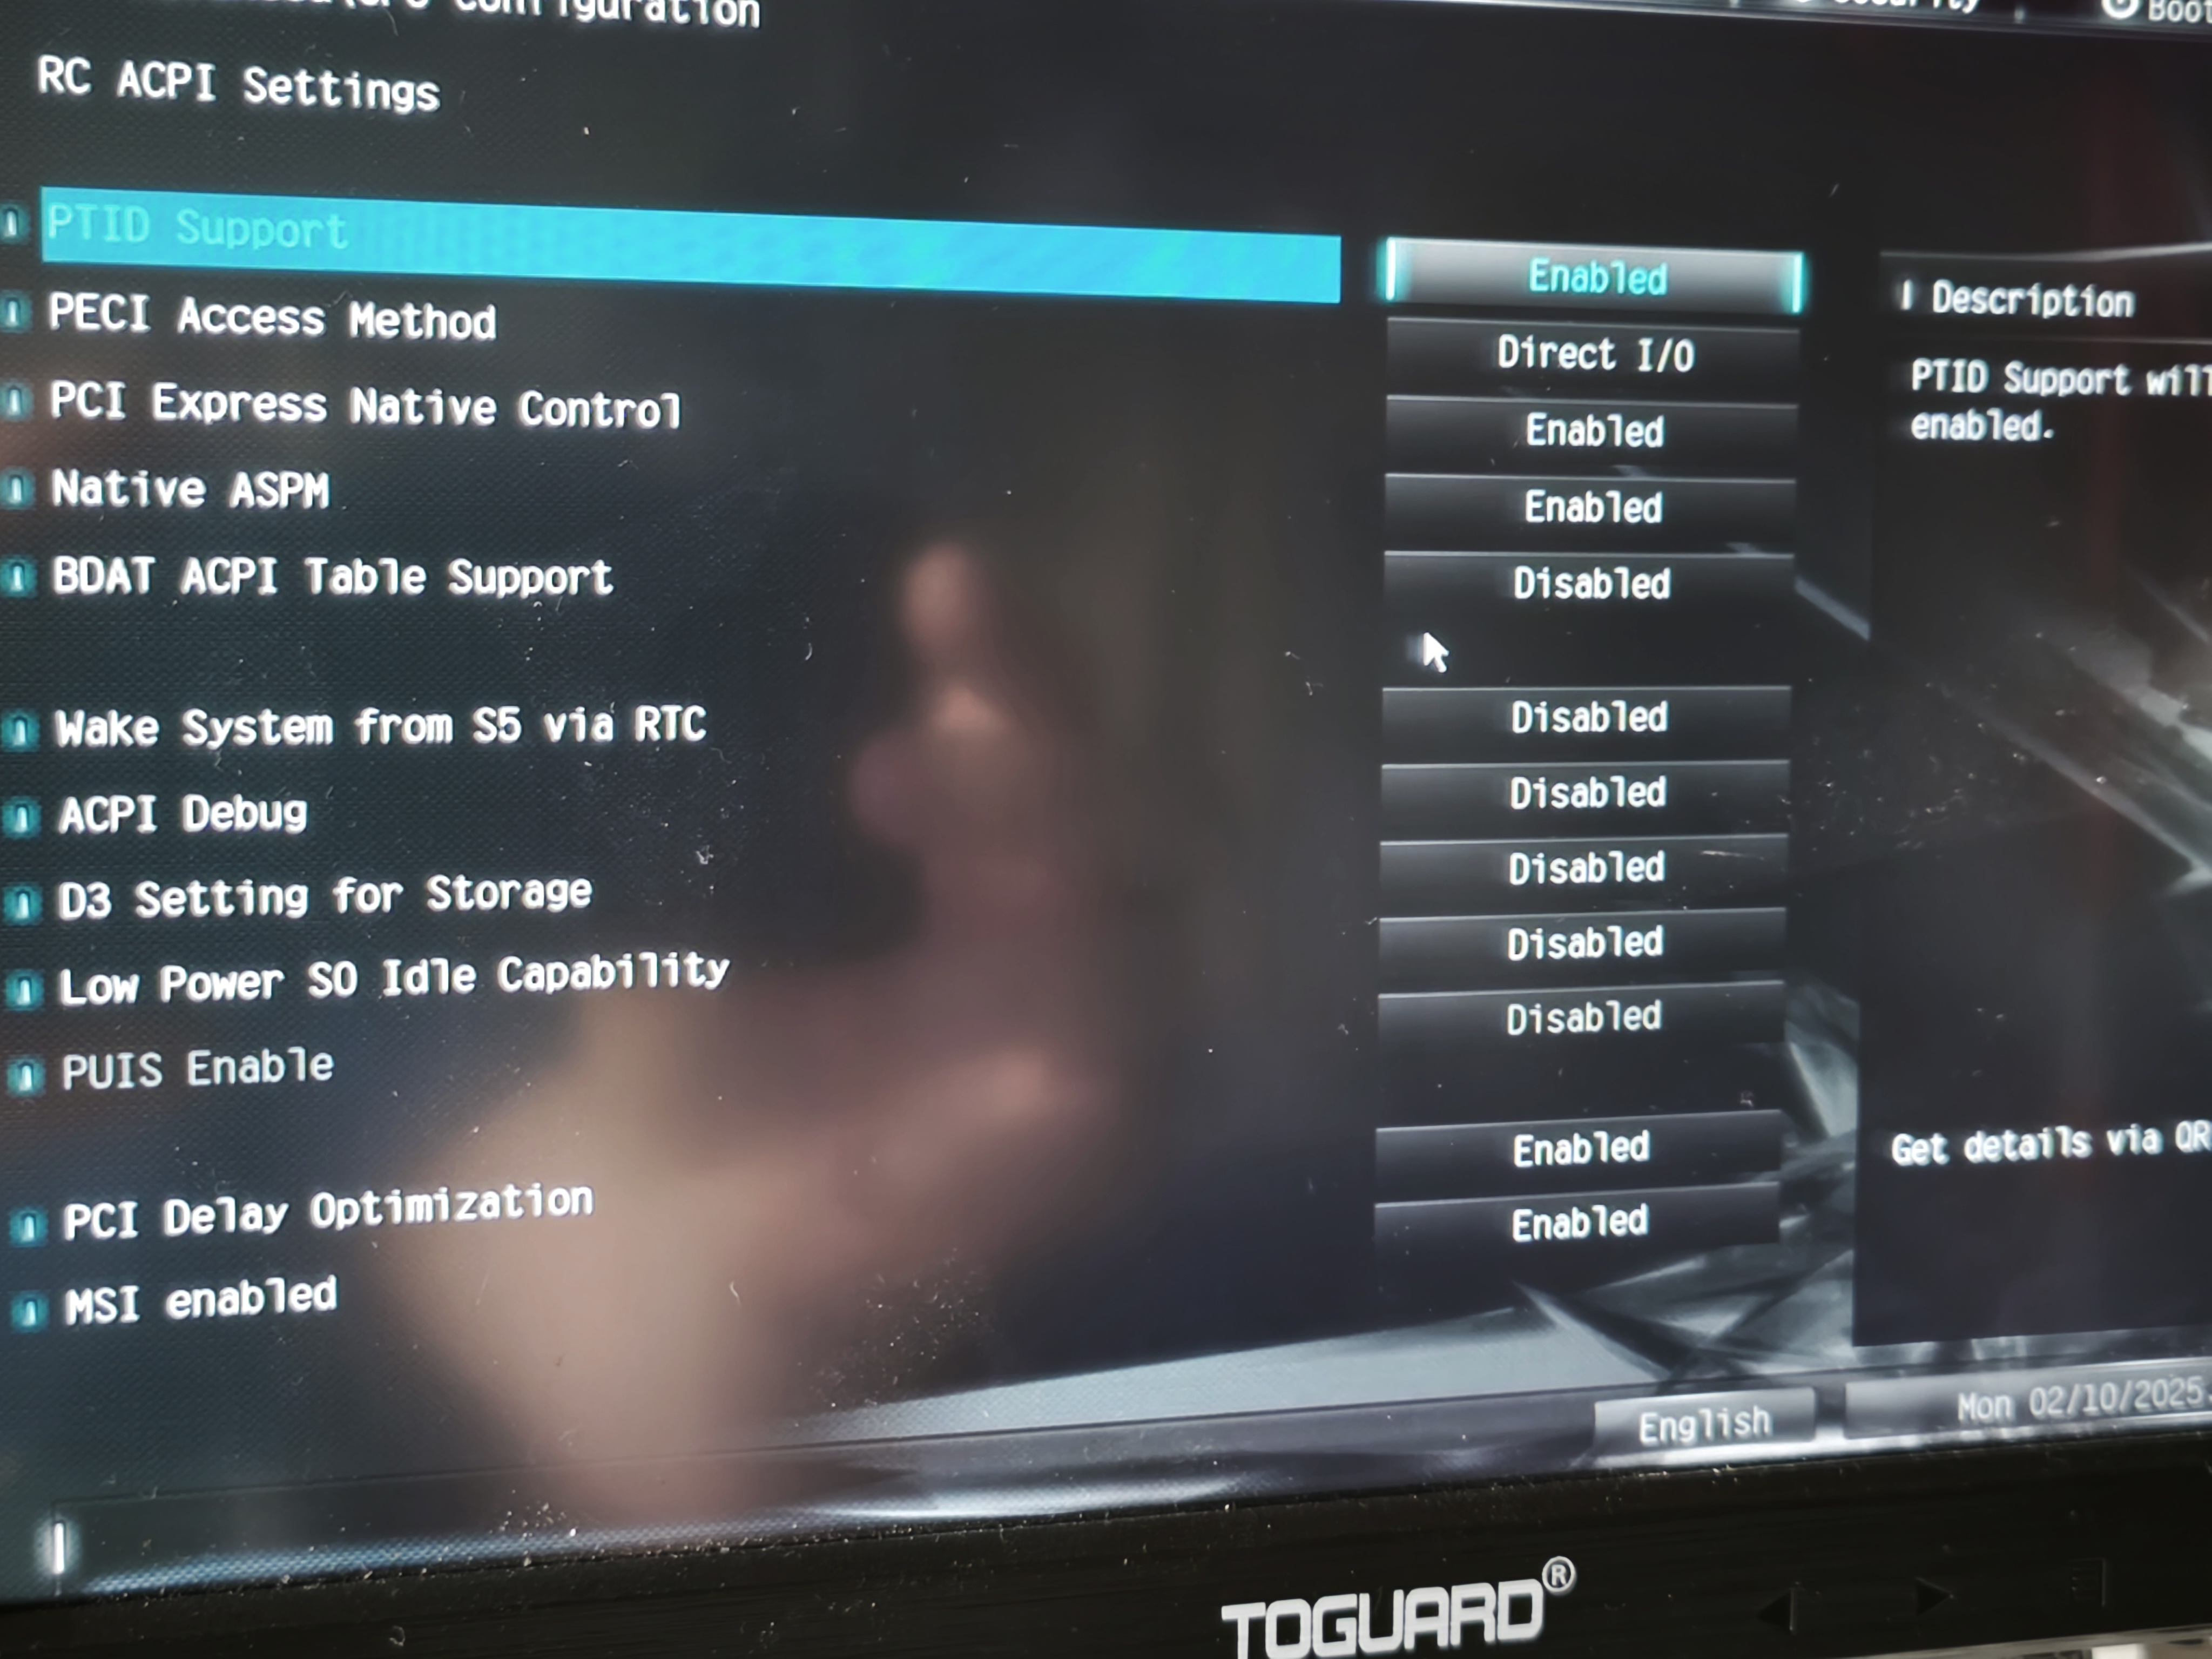 Configuration
RC ACPI Settings
PTID Support Enabled
PECI Access Method Direct I/O
PCI Express Native Control Enabled
Native ASPM Enabled
BDAT ACPI Table Support Disabled
Wake System from S5 via RTC Disabled
ACPI Debug Disabled
D3 Setting for Storage Disabled
Low Power S0 Idle Capability Disabled
PUIS Enable Disabled
PCI Delay Optimization Enabled
MSI enabled Enabled
Description
PTID Support will
enabled.
Get details via QR
English
Mon 02/10/2025
TOGUARD®